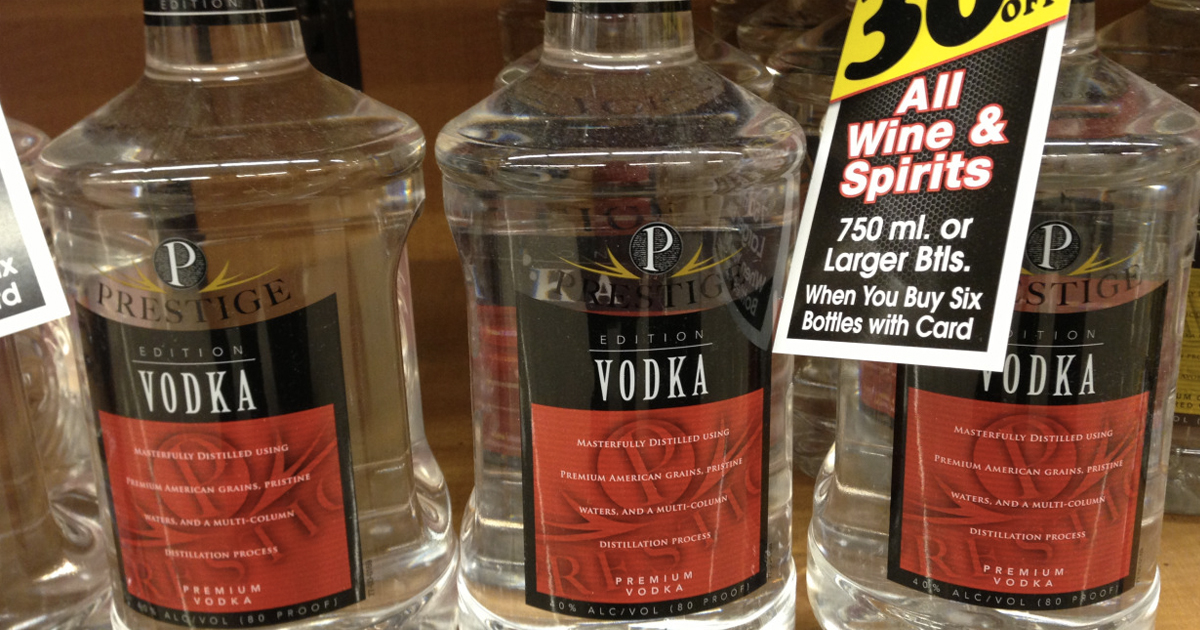 EDITION
P
PRESTIGE
EDITION
VODKA
MASTERFULLY DISTILLED USING
PREMIUM AMERICAN GRAINS, PRISTINE
WATERS, AND A MULTI-COLUMN
DISTILLATION PROCESS
PREMIUM
VODKA
40% ALC/VOL (80 PROOF)
P
PRESTIGE
EDITION
VODKA
MASTERFULLY DISTILLED USING
PREMIUM AMERICAN GRAINS, PRISTINE
WATERS, AND A MULTI-COLUMN
DISTILLATION PROCESS
PREMIUM
VODKA
40% ALC/VOL (80 PROOF)
30
OFF
All
Wine &
Spirits
750 ml. or
Larger Btls.
When You Buy Six
Bottles with Card
P
ESTIGE
DITION
VODKA
MASTERFULLY DISTILLED USING
PREMIUM AMERICAN GRAINS, PRISTINE
WATERS, AND A MULTI-COLUMN
DISTILLATION PROCESS
PREMIUM
VODKA
40% ALC/VOL (80 PROOF)